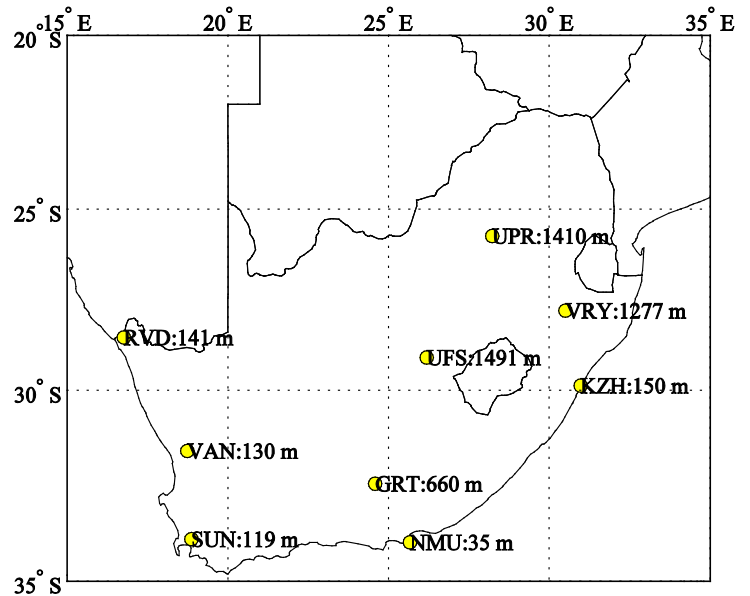 15° E
20° E
25° E
30° E
35° E
20° S
25° S
30° S
35° S
UPR:1410 m
VRY:1277 m
RVD:141 m
UFS:1491 m
KZH:150 m
VAN:130 m
GRT:660 m
SUN:119 m
NMU:35 m